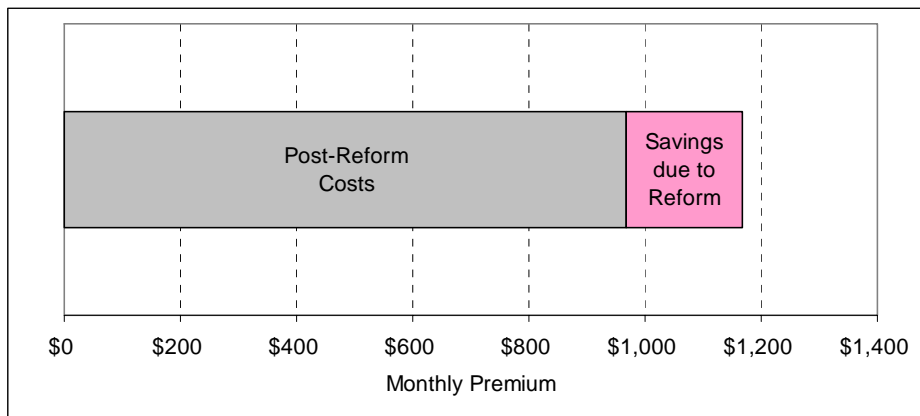 Post-Reform
Costs
Savings
due to
Reform
$0 $200 $400 $600 $800 $1,000 $1,200 $1,400
Monthly Premium